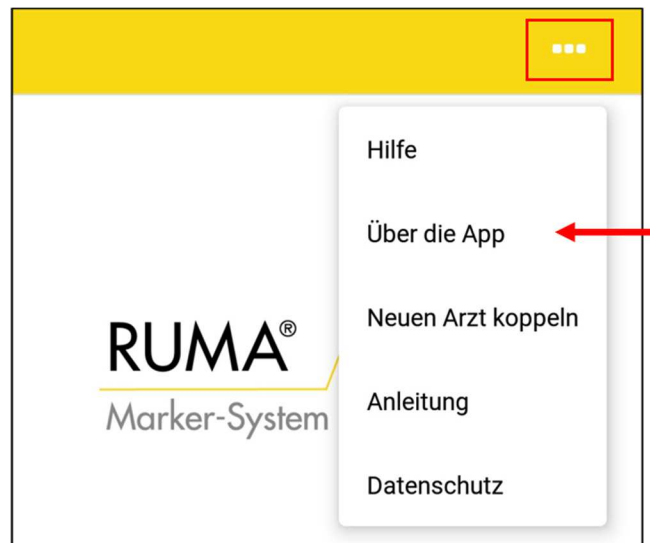 Hilfe
Über die App
Neuen Arzt koppeln
Anleitung
Datenschutz
RUMA®
Marker-System